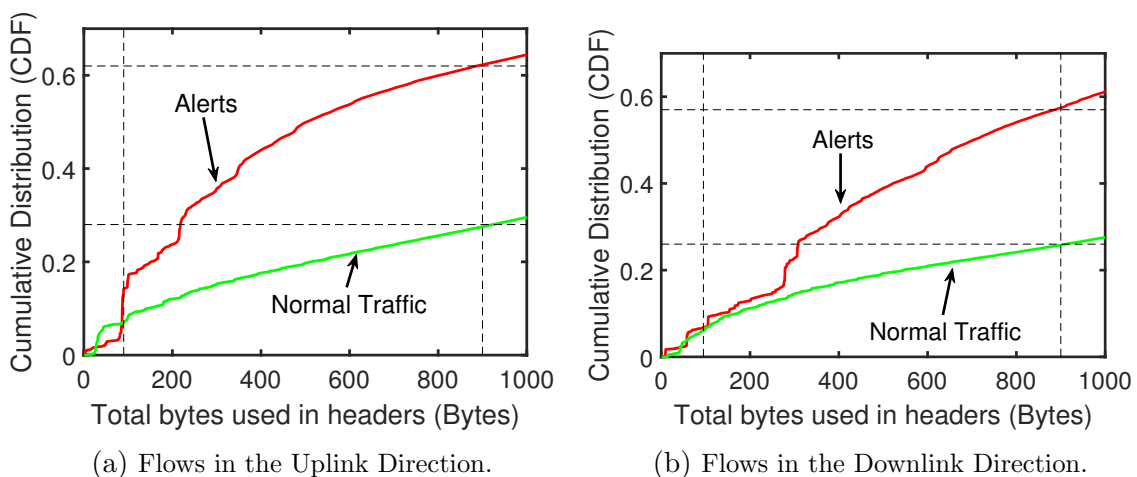 Cumulative Distribution (CDF)
0.6
0.4
0.2
0
Alerts
Normal Traffic
0 200 400 600 800 1000
Total bytes used in headers (Bytes)
(a) Flows in the Uplink Direction.
Cumulative Distribution (CDF)
0.6
0.4
0.2
0
Alerts
Normal Traffic
0 200 400 600 800 1000
Total bytes used in headers (Bytes)
(b) Flows in the Downlink Direction.